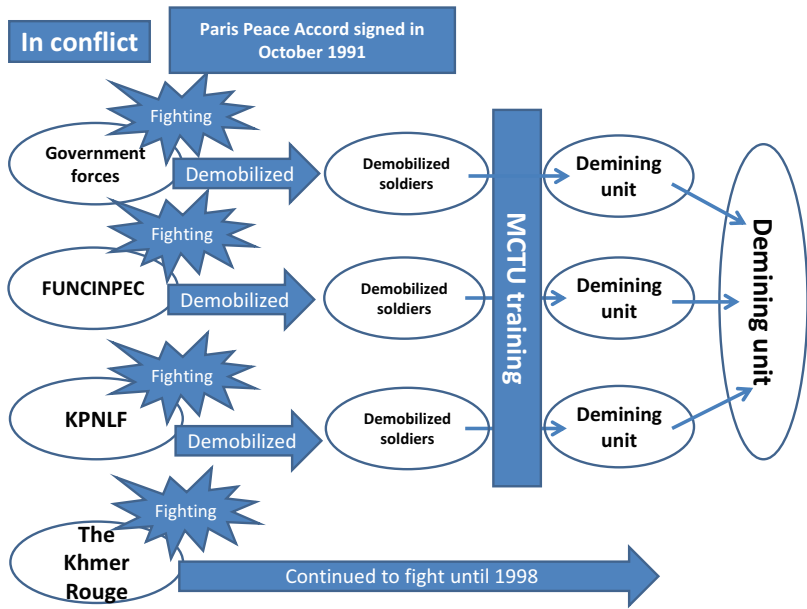 In conflict
Paris Peace Accord signed in
October 1991
Fighting
Government
forces
Demobilized
Demobilized
soldiers
Demining
unit
Fighting
FUNCINPEC
Demobilized
Demobilized
soldiers
Demining
unit
Fighting
KPNLF
Demobilized
Demobilized
soldiers
Demining
unit
MCTU training
Demining unit
Fighting
The
Khmer
Rouge
Continued to fight until 1998